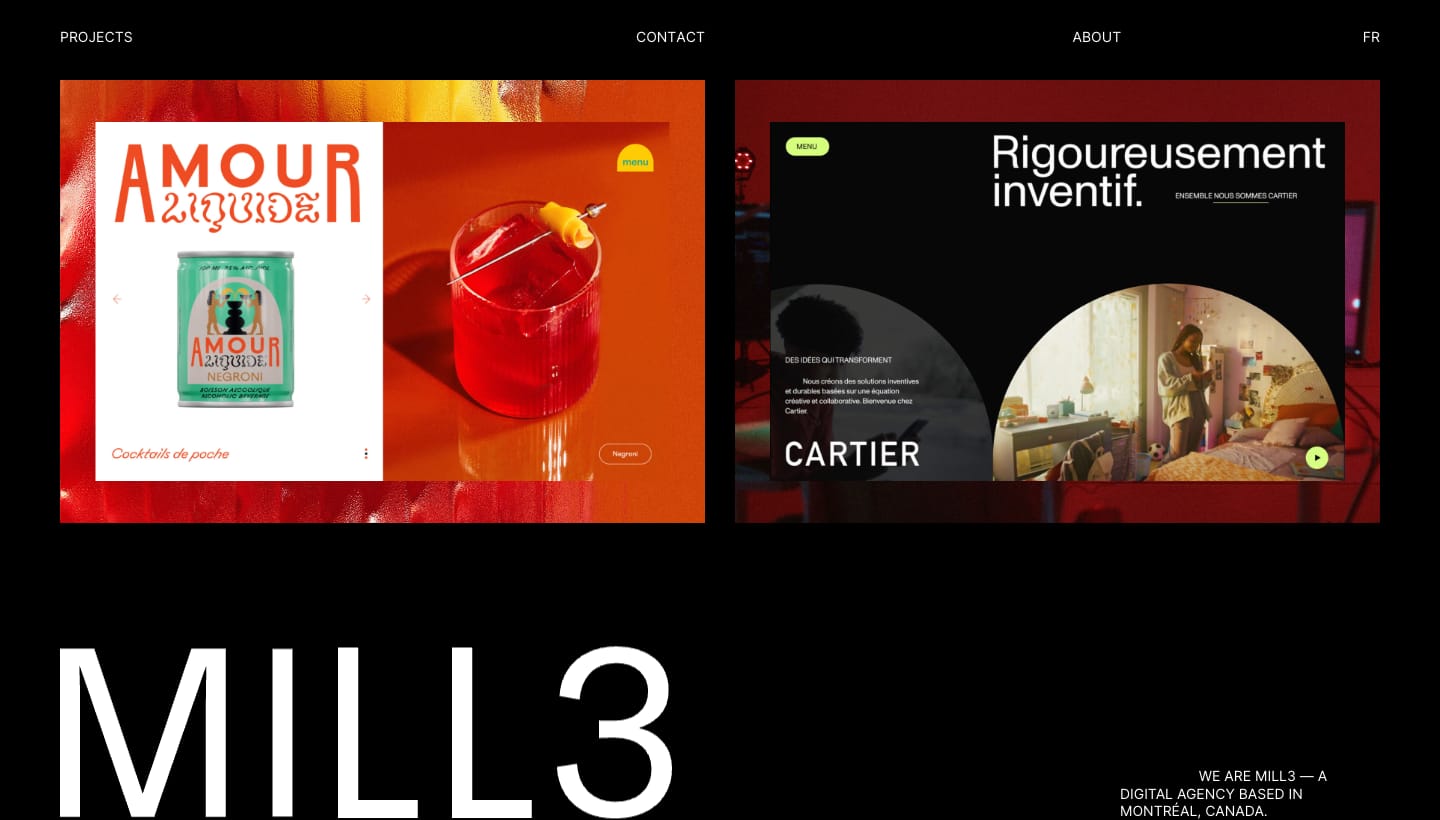 PROJECTS
CONTACT
ABOUT
FR
AMOUR
LIQUIDE
menu
AMOUR
LIQUIDE
NEGRONI
BOISSON ALCOOLIQUE
ALCOHOLIC BEVERAGE
Cocktails de poche
Negroni
MENU
Rigoureusement
inventif.
ENSEMBLE NOUS SOMMES CARTIER
DES IDÉES QUI TRANSFORMENT
Nous créons des solutions inventives
et durables basées sur une équation
créative et collaborative. Bienvenue chez
Cartier.
CARTIER
MILL3
WE ARE MILL3 — A
DIGITAL AGENCY BASED IN
MONTRÉAL, CANADA.